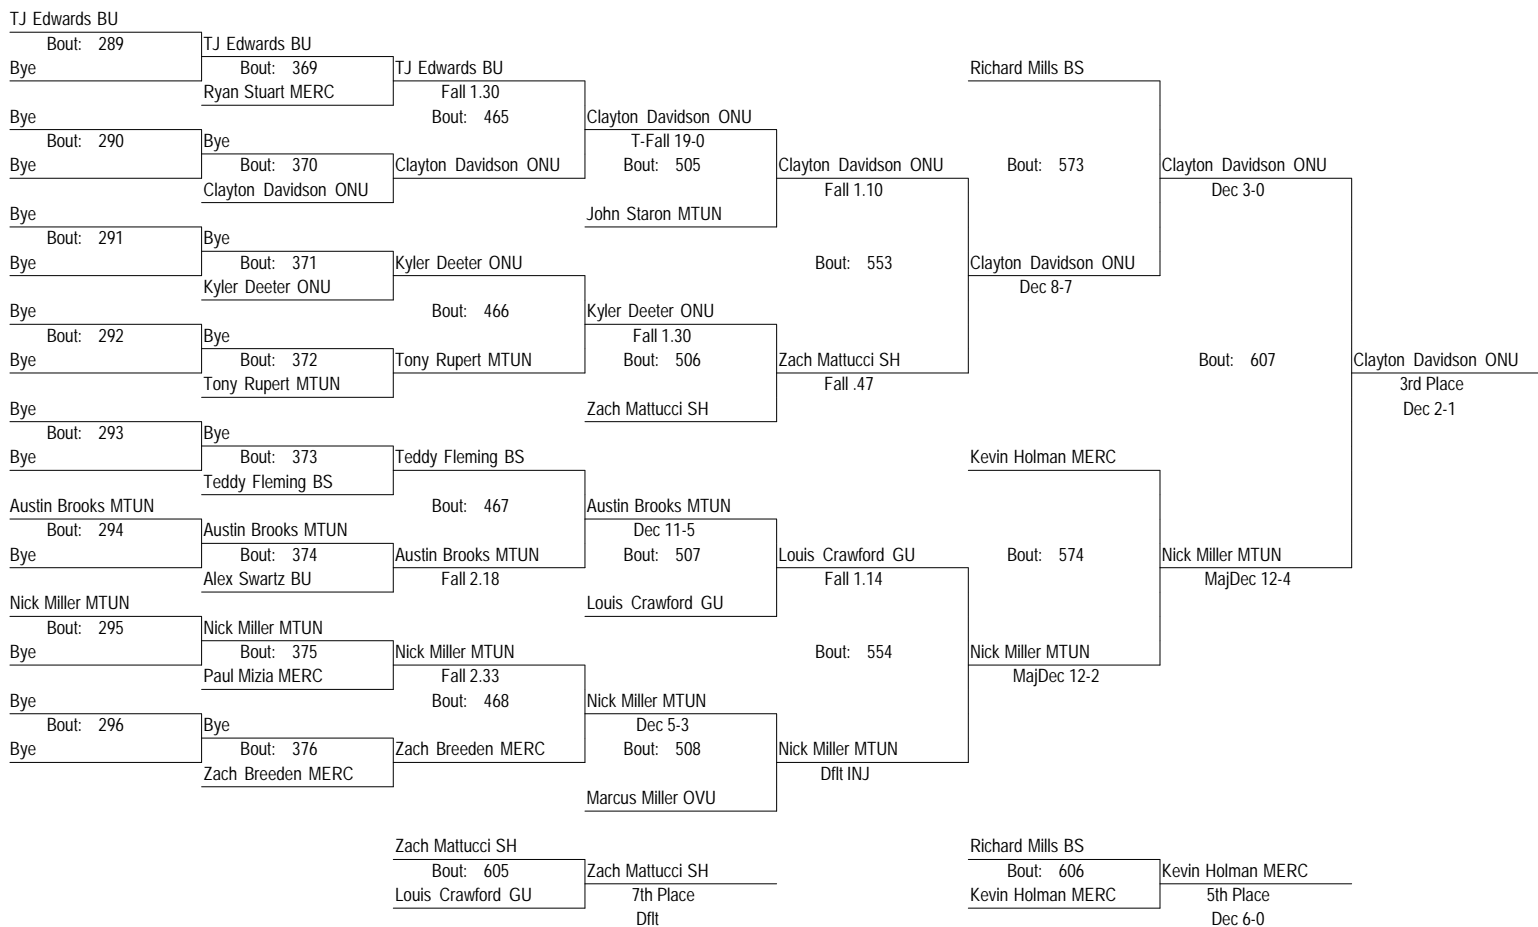 TJ Edwards BU
Bout: 289
Bye
Bye
Bout: 290
Bye
Bye
Bout: 291
Bye
Bye
Bout: 292
Bye
Bye
Bout: 293
Bye
Austin Brooks MTUN
Bout: 294
Bye
Nick Miller MTUN
Bout: 295
Bye
Bye
Bout: 296
Bye
TJ Edwards BU
Bout: 369
Ryan Stuart MERC
Bye
Bout: 370
Clayton Davidson ONU
Bye
Bout: 371
Kyler Deeter ONU
Bye
Bout: 372
Tony Rupert MTUN
Bye
Bout: 373
Teddy Fleming BS
Austin Brooks MTUN
Bout: 374
Alex Swartz BU
Nick Miller MTUN
Bout: 375
Paul Mizia MERC
Bye
Bout: 376
Zach Breeden MERC
TJ Edwards BU
Fall 1.30
Bout: 465
Clayton Davidson ONU
Kyler Deeter ONU
Bout: 466
Tony Rupert MTUN
Teddy Fleming BS
Bout: 467
Austin Brooks MTUN
Fall 2.18
Nick Miller MTUN
Fall 2.33
Bout: 468
Zach Breeden MERC
Clayton Davidson ONU
T-Fall 19-0
Bout: 505
John Staron MTUN
Kyler Deeter ONU
Fall 1.30
Bout: 506
Zach Mattucci SH
Austin Brooks MTUN
Dec 11-5
Bout: 507
Louis Crawford GU
Nick Miller MTUN
Dec 5-3
Bout: 508
Marcus Miller OVU
Clayton Davidson ONU
Fall 1.10
Bout: 553
Zach Mattucci SH
Fall .47
Louis Crawford GU
Fall 1.14
Bout: 554
Nick Miller MTUN
Dflt INJ
Richard Mills BS
Bout: 573
Clayton Davidson ONU
Dec 8-7
Kevin Holman MERC
Bout: 574
Nick Miller MTUN
MajDec 12-2
Clayton Davidson ONU
Dec 3-0
Bout: 607
Nick Miller MTUN
MajDec 12-4
Clayton Davidson ONU
3rd Place
Dec 2-1
Zach Mattucci SH
Bout: 605
Louis Crawford GU
Zach Mattucci SH
7th Place
Dflt
Richard Mills BS
Bout: 606
Kevin Holman MERC
Kevin Holman MERC
5th Place
Dec 6-0